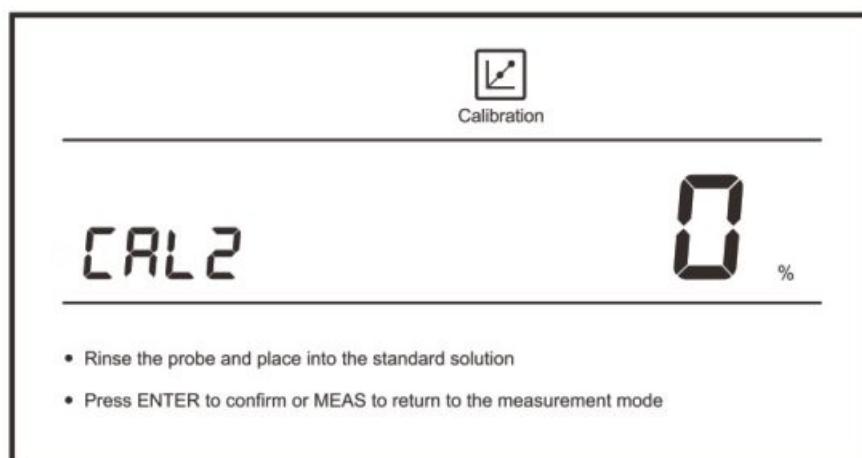 Calibration
CAL2 0 %
• Rinse the probe and place into the standard solution
• Press ENTER to confirm or MEAS to return to the measurement mode